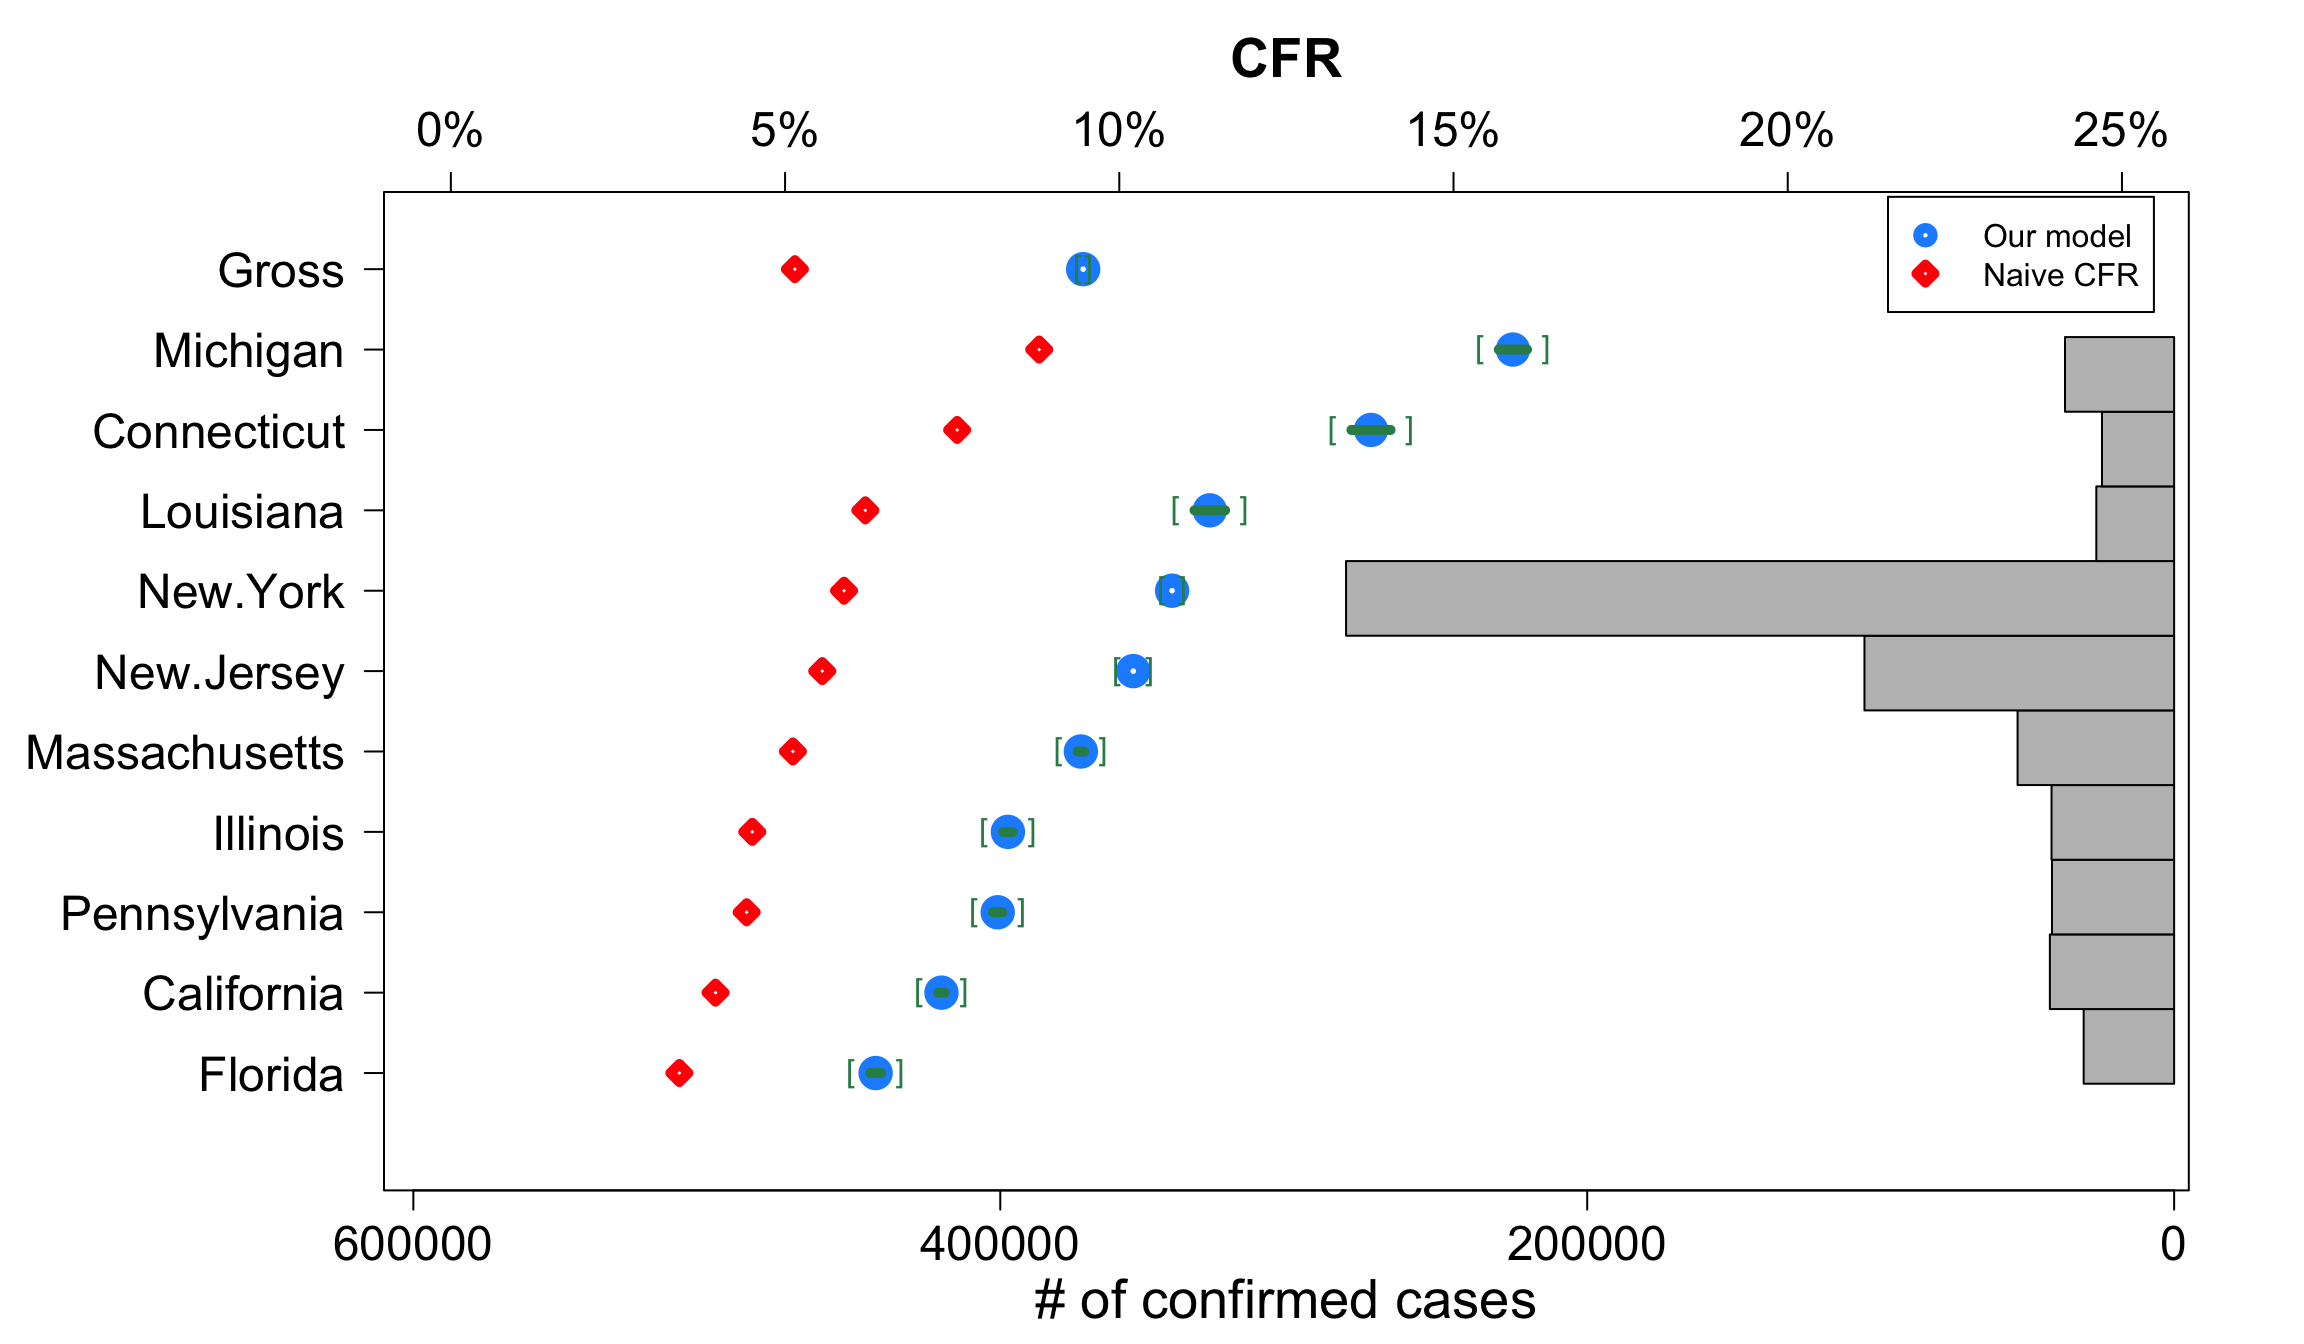 CFR
0% 5% 10% 15% 20% 25%
Our model
Naive CFR
Gross
Michigan
Connecticut
Louisiana
New.York
New.Jersey
Massachusetts
Illinois
Pennsylvania
California
Florida
600000 400000 200000 0
# of confirmed cases